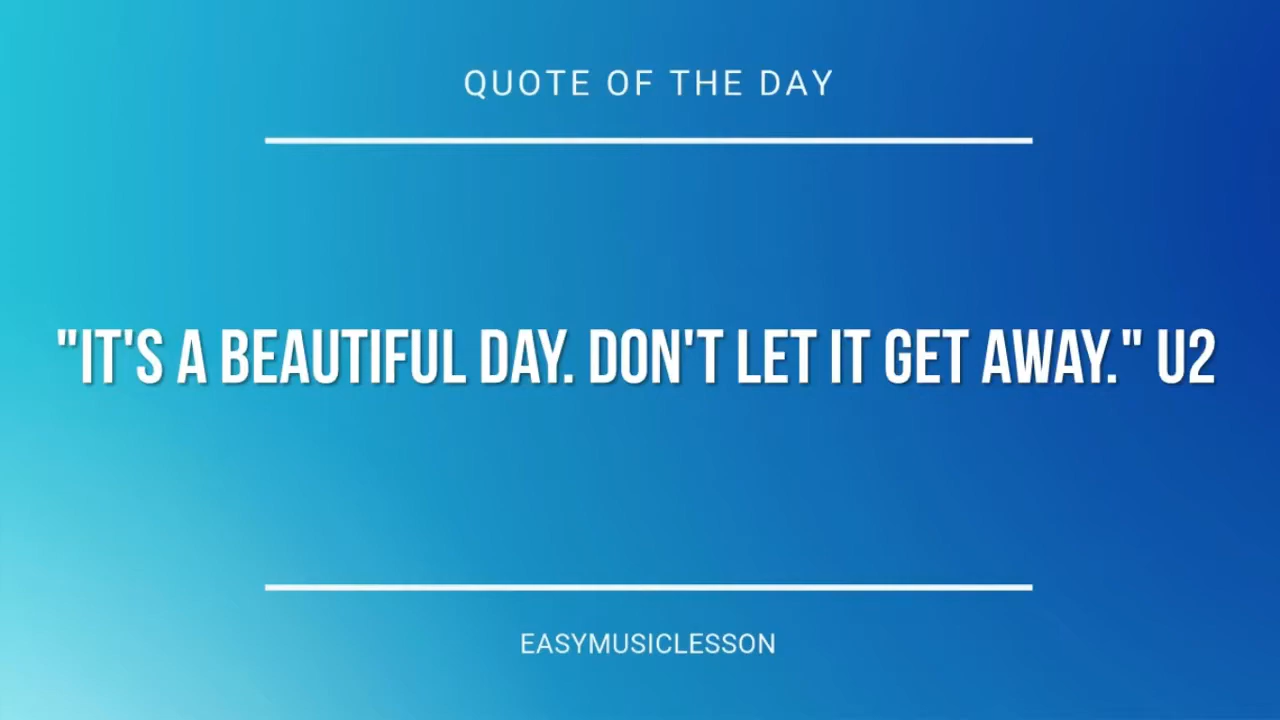 QUOTE OF THE DAY
"IT'S A BEAUTIFUL DAY. DON'T LET IT GET AWAY." U2
EASYMUSICLESSON